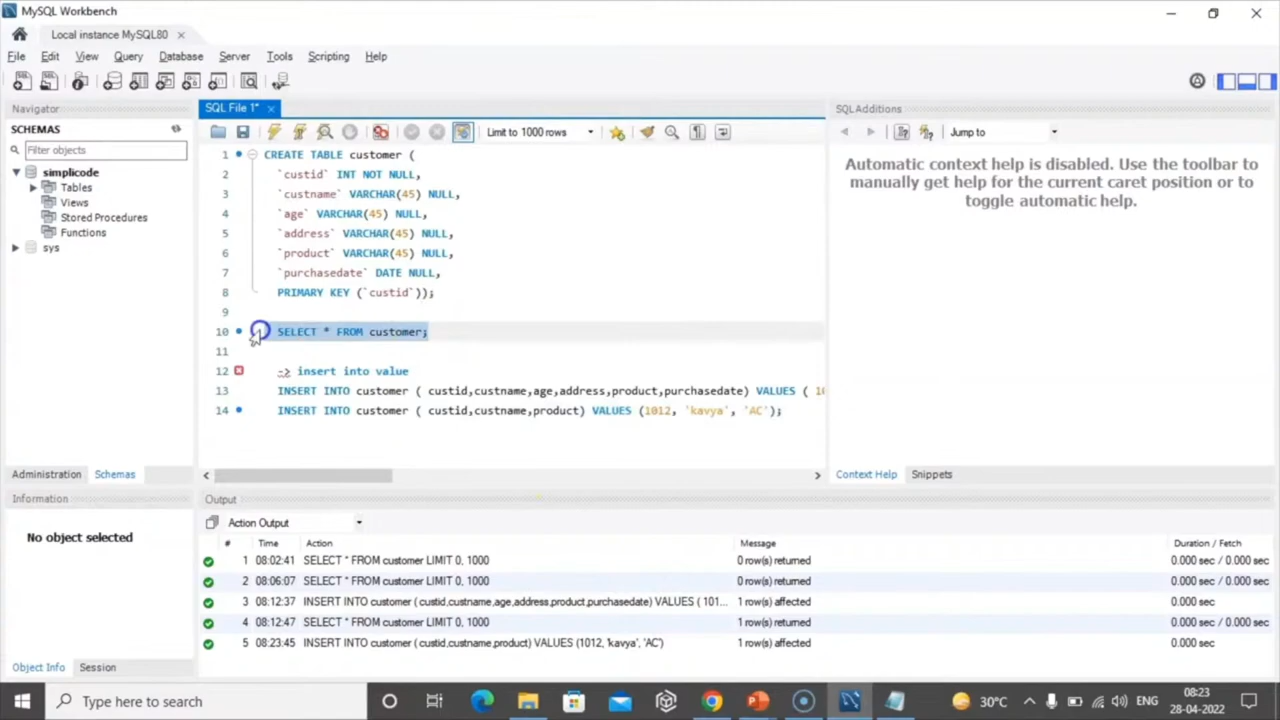 MySQL Workbench
Local instance MySQL80
File Edit View Query Database Server Tools Scripting Help
Navigator
SCHEMAS
Filter objects
simplicode
Tables
Views
Stored Procedures
Functions
sys
Administration Schemas
Information
No object selected
Object Info Session
SQL File 1*
Limit to 1000 rows
1 CREATE TABLE customer (
2 `custid` INT NOT NULL,
3 `custname` VARCHAR(45) NULL,
4 `age` VARCHAR(45) NULL,
5 `address` VARCHAR(45) NULL,
6 `product` VARCHAR(45) NULL,
7 `purchasedate` DATE NULL,
8 PRIMARY KEY (`custid`));
9
10 SELECT * FROM customer;
11
12 -> insert into value
13 INSERT INTO customer ( custid,custname,age,address,product,purchasedate) VALUES ( 10
14 INSERT INTO customer ( custid,custname,product) VALUES (1012, 'kavya', 'AC');
SQL Additions
Jump to
Automatic context help is disabled. Use the toolbar to
manually get help for the current caret position or to
toggle automatic help.
Context Help Snippets
Output
Action Output
# Time Action Message Duration / Fetch
1 08:02:41 SELECT * FROM customer LIMIT 0, 1000 0 row(s) returned 0.000 sec / 0.000 sec
2 08:06:07 SELECT * FROM customer LIMIT 0, 1000 0 row(s) returned 0.000 sec / 0.000 sec
3 08:12:37 INSERT INTO customer ( custid,custname,age,address,product,purchasedate) VALUES ( 101... 1 row(s) affected 0.000 sec
4 08:12:47 SELECT * FROM customer LIMIT 0, 1000 1 row(s) returned 0.000 sec / 0.000 sec
5 08:23:45 INSERT INTO customer ( custid,custname,product) VALUES (1012, 'kavya', 'AC') 1 row(s) affected 0.000 sec
Type here to search
30°C
ENG
08:23
28-04-2022